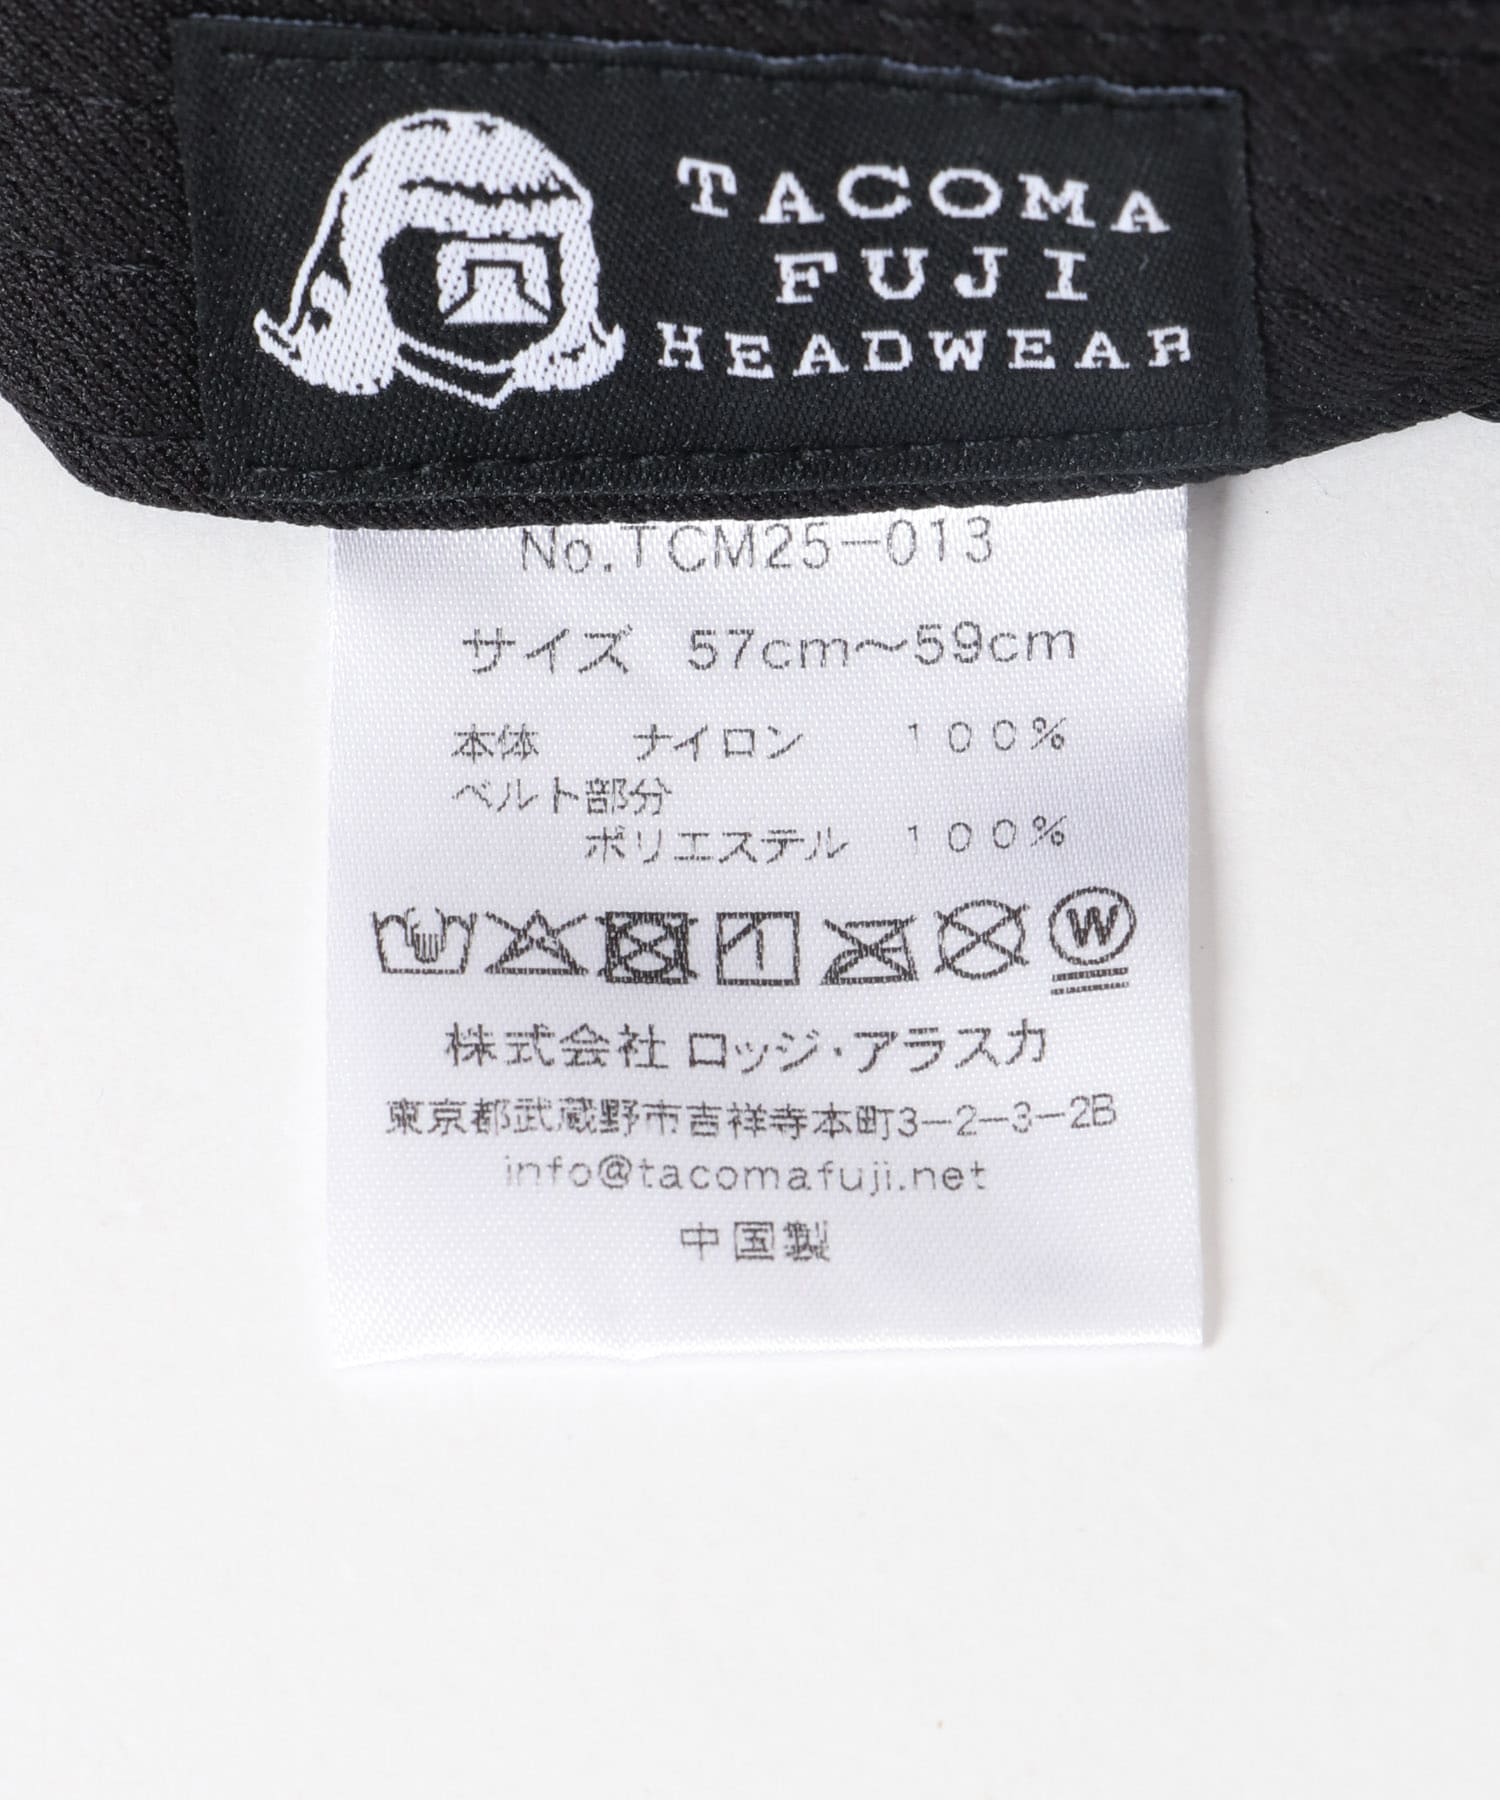 TACOMA
FUJI
HEADWEAR
No.TCM25-013
サイズ 57cm～59cm
本体 ナイロン 100%
ベルト部分
ポリエステル 100%
W
株式会社 ロッジ・アラスカ
東京都武蔵野市吉祥寺本町3-2-3-2B
info@tacomafuji.net
中国製